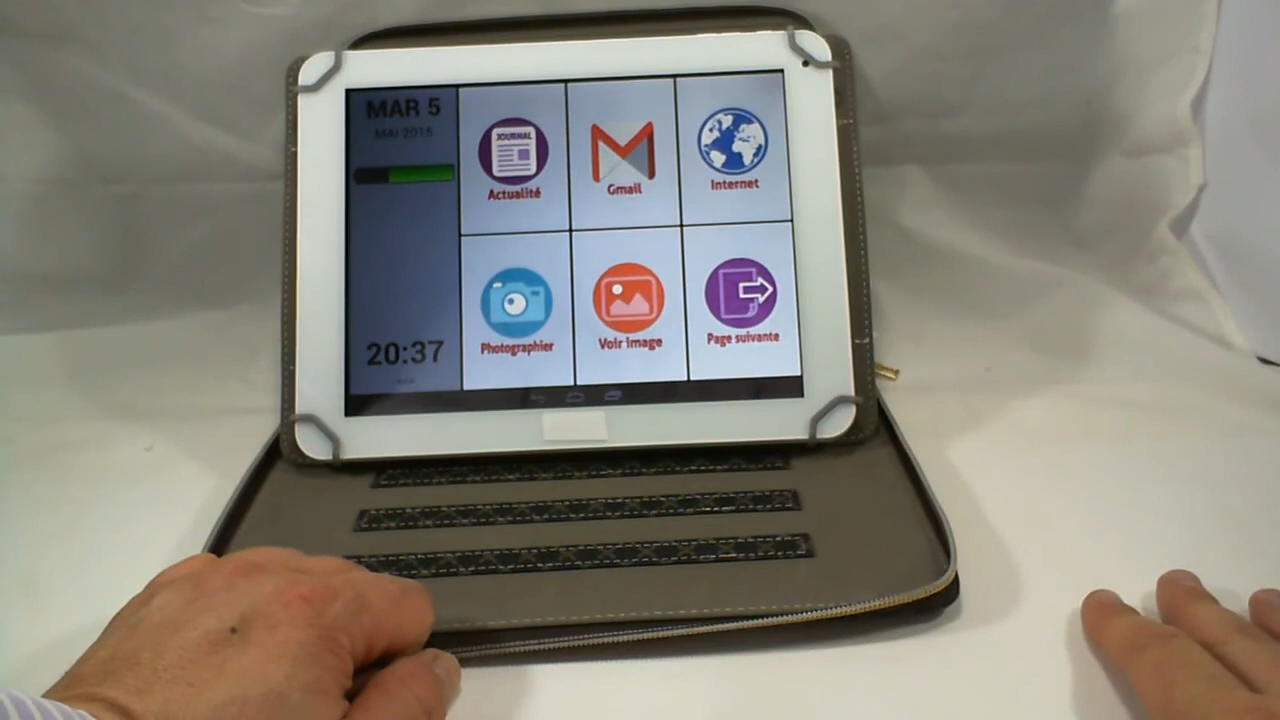 MAR 5
MAI 2015
20:37
JOURNAL
Actualité
Gmail
Internet
Photographier
Voir image
Page suivante